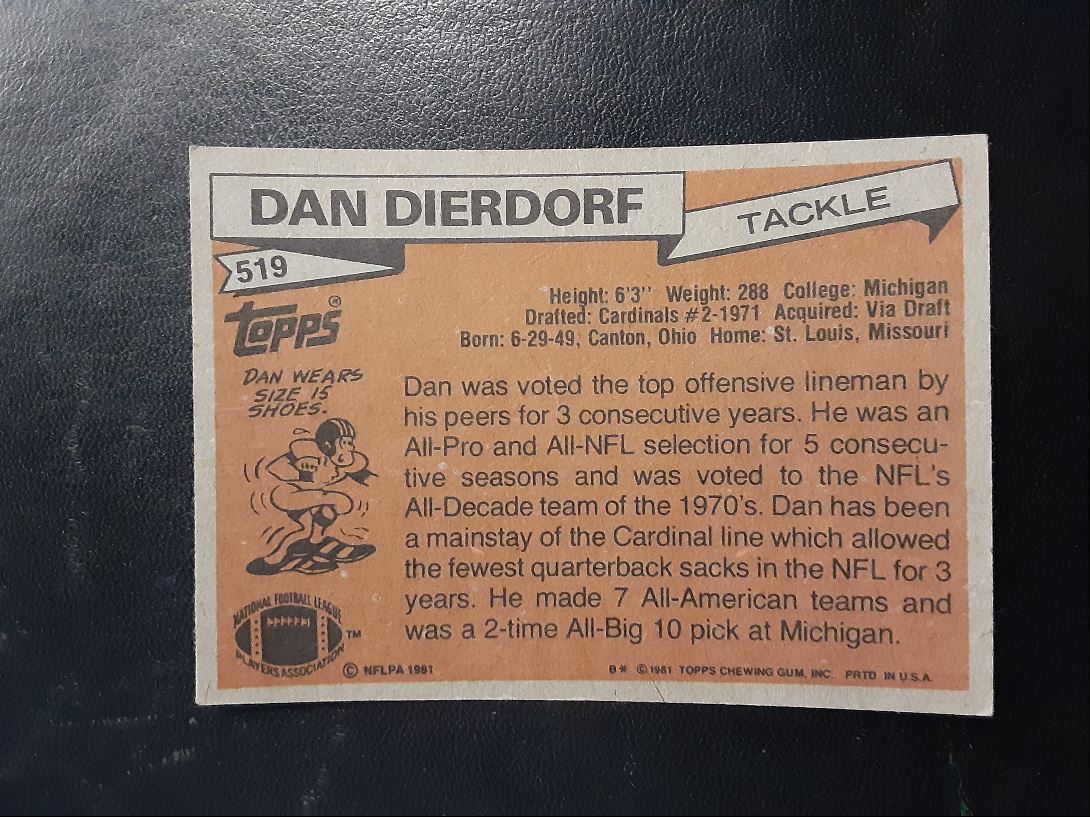 DAN DIERDORF
TACKLE
519
TOPPS®
Height: 6'3" Weight: 288 College: Michigan
Drafted: Cardinals #2-1971 Acquired: Via Draft
Born: 6-29-49, Canton, Ohio Home: St. Louis, Missouri
DAN WEARS
SIZE 15
SHOES.
Dan was voted the top offensive lineman by
his peers for 3 consecutive years. He was an
All-Pro and All-NFL selection for 5 consecu-
tive seasons and was voted to the NFL's
All-Decade team of the 1970's. Dan has been
a mainstay of the Cardinal line which allowed
the fewest quarterback sacks in the NFL for 3
years. He made 7 All-American teams and
was a 2-time All-Big 10 pick at Michigan.
NATIONAL FOOTBALL LEAGUE
PLAYERS ASSOCIATION
TM
© NFLPA 1981
B* © 1981 TOPPS CHEWING GUM, INC. PRTD. IN U.S.A.